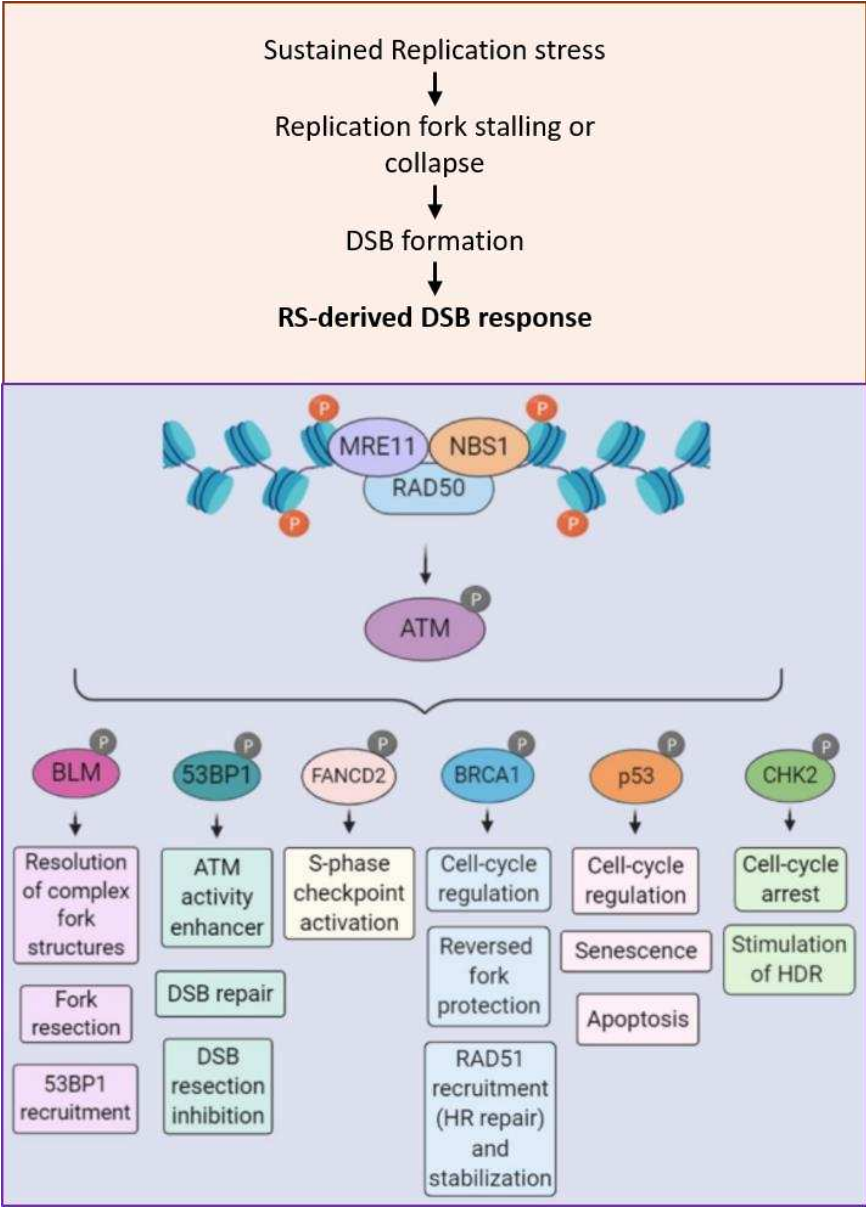 Sustained Replication stress
Replication fork stalling or
collapse
DSB formation
RS-derived DSB response
P
P
MRE11
NBS1
RAD50
P
P
P
ATM
P
P
P
P
P
P
BLM
53BP1
FANCD2
BRCA1
p53
CHK2
Resolution
of complex
fork
structures
Fork
resection
53BP1
recruitment
ATM
activity
enhancer
DSB repair
DSB
resection
inhibition
S-phase
checkpoint
activation
Cell-cycle
regulation
Reversed
fork
protection
RAD51
recruitment
(HR repair)
and
stabilization
Cell-cycle
regulation
Senescence
Apoptosis
Cell-cycle
arrest
Stimulation
of HDR